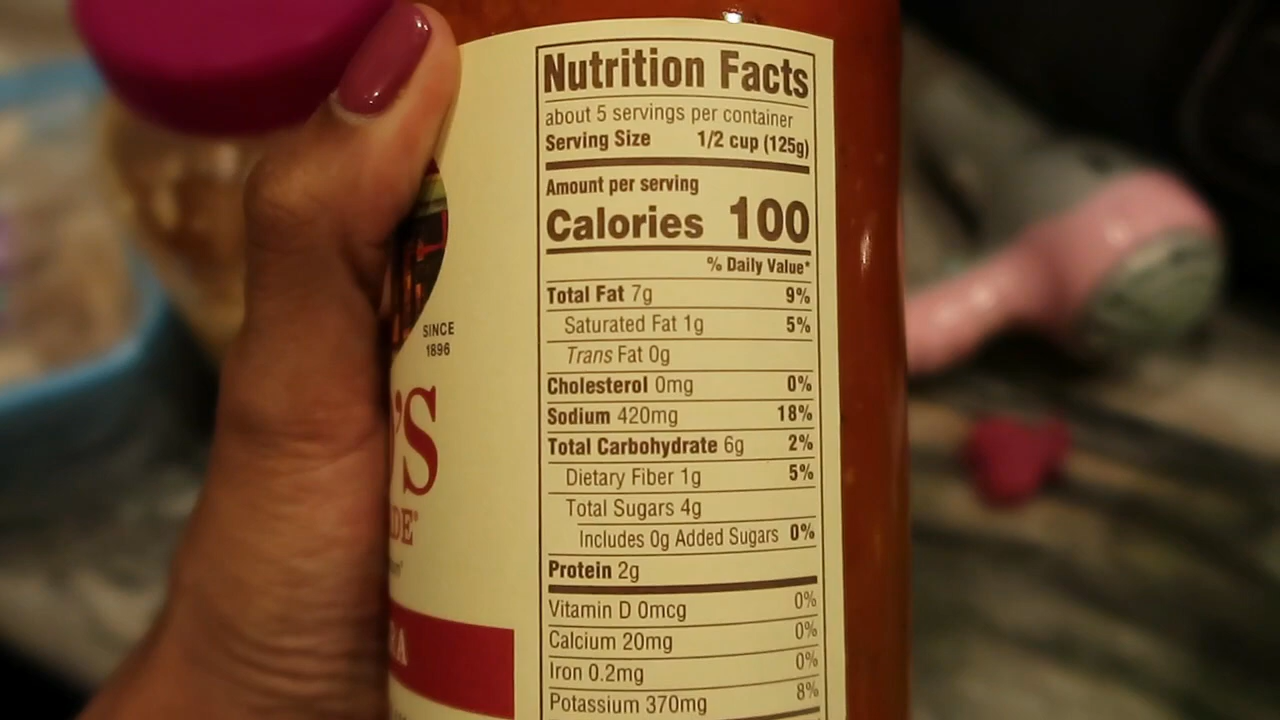 Nutrition Facts
about 5 servings per container
Serving Size 1/2 cup (125g)
Amount per serving
Calories 100
% Daily Value*
Total Fat 7g 9%
Saturated Fat 1g 5%
Trans Fat 0g
Cholesterol 0mg 0%
Sodium 420mg 18%
Total Carbohydrate 6g 2%
Dietary Fiber 1g 5%
Total Sugars 4g
Includes 0g Added Sugars 0%
Protein 2g
Vitamin D 0mcg 0%
Calcium 20mg 0%
Iron 0.2mg 0%
Potassium 370mg 8%
SINCE
1896
'S